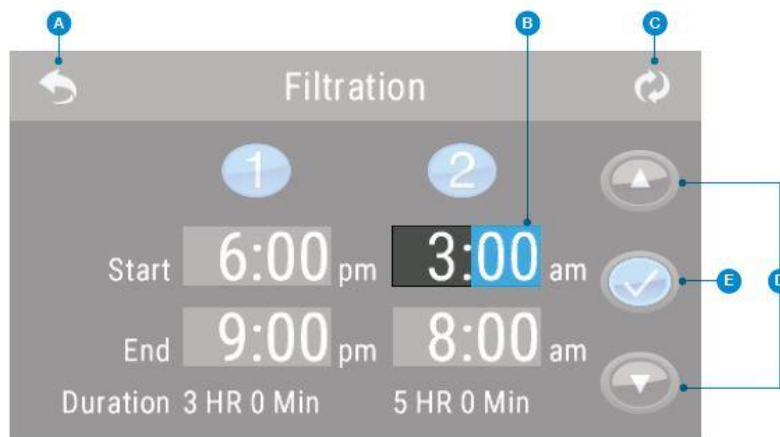 A B C
Filtration
1 2
Start 6:00 pm 3:00 am
E D
End 9:00 pm 8:00 am
Duration 3 HR 0 Min 5 HR 0 Min